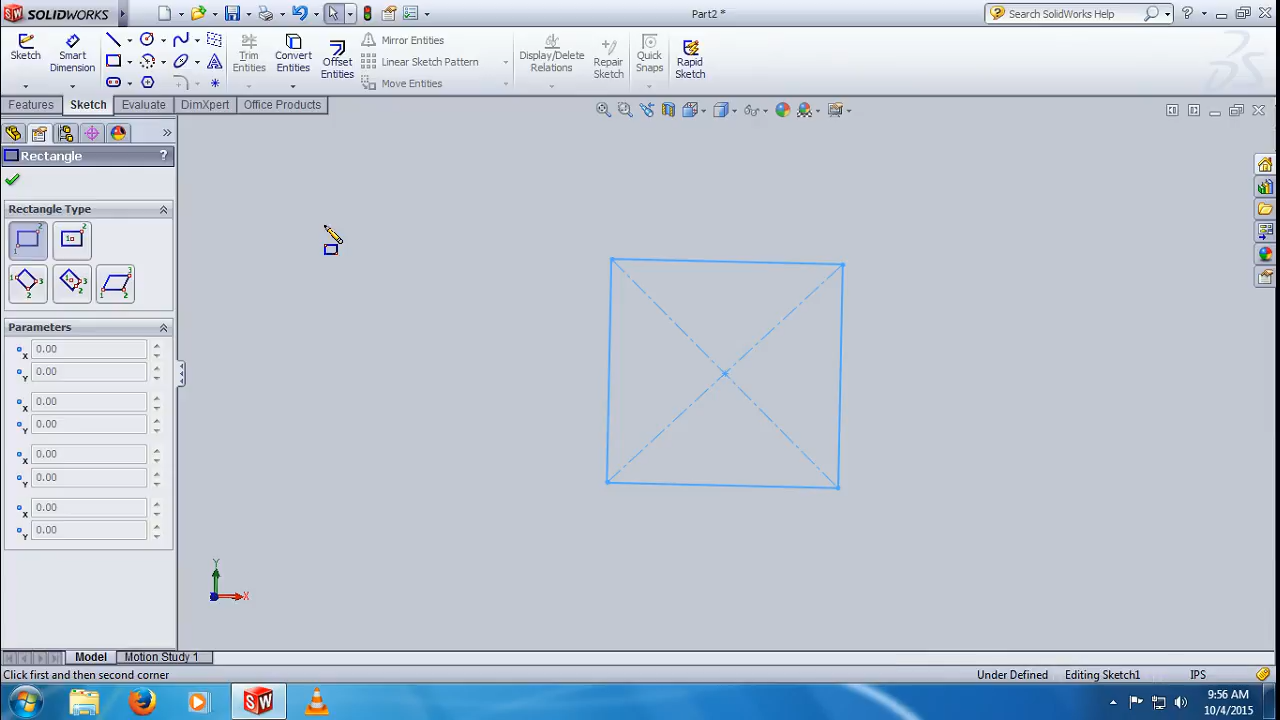 SOLIDWORKS
Part2 *
Search SolidWorks Help
Sketch
Smart Dimension
Trim Entities
Convert Entities
Offset Entities
Mirror Entities
Linear Sketch Pattern
Move Entities
Display/Delete Relations
Repair Sketch
Quick Snaps
Rapid Sketch
Features
Sketch
Evaluate
DimXpert
Office Products
Rectangle
?
Rectangle Type
Parameters
X 0.00
Y 0.00
X 0.00
Y 0.00
X 0.00
Y 0.00
X 0.00
Y 0.00
Y
X
Model
Motion Study 1
Click first and then second corner
Under Defined
Editing Sketch1
IPS
9:56 AM
10/4/2015